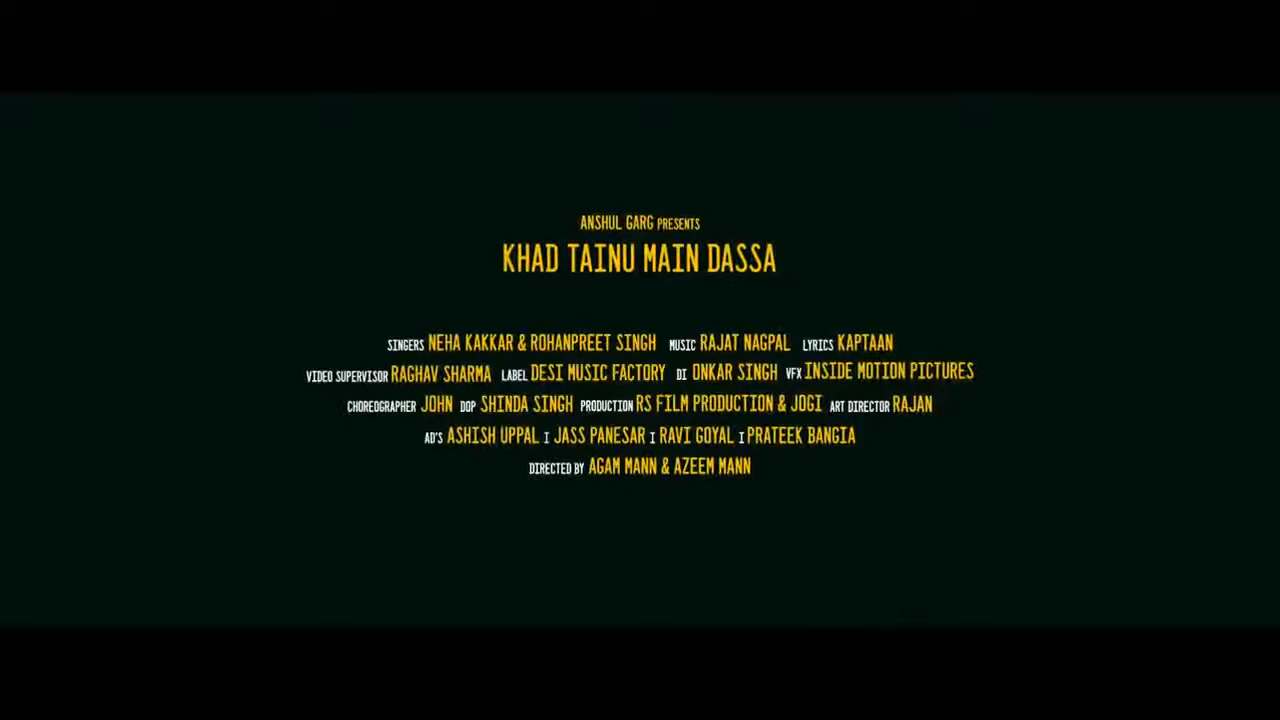 ANSHUL GARG PRESENTS
KHAD TAINU MAIN DASSA
SINGERS NEHA KAKKAR & ROHANPREET SINGH MUSIC RAJAT NAGPAL LYRICS KAPTAAN
VIDEO SUPERVISOR RAGHAV SHARMA LABEL DESI MUSIC FACTORY DI ONKAR SINGH VFX INSIDE MOTION PICTURES
CHOREOGRAPHER JOHN DOP SHINDA SINGH PRODUCTION RS FILM PRODUCTION & JOGI ART DIRECTOR RAJAN
AD'S ASHISH UPPAL I JASS PANESAR I RAVI GOYAL I PRATEEK BANGIA
DIRECTED BY AGAM MANN & AZEEM MANN